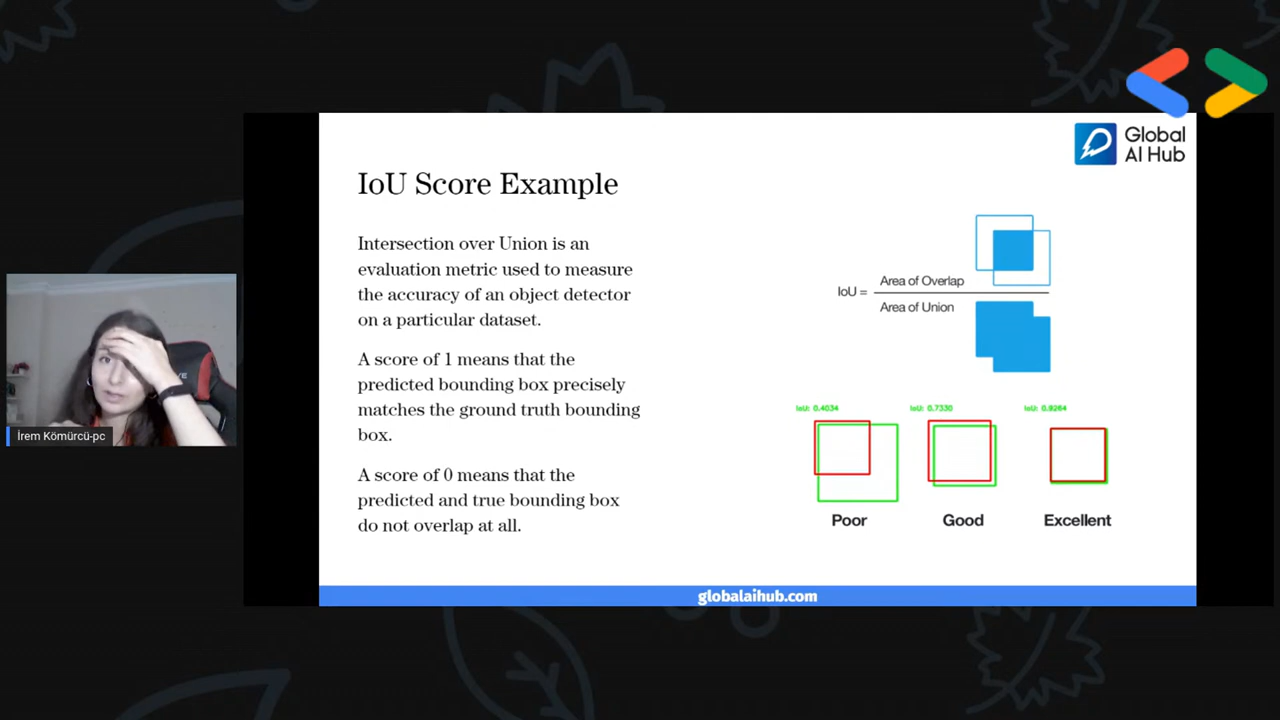 Global
AI Hub
IoU Score Example
Intersection over Union is an
evaluation metric used to measure
the accuracy of an object detector
on a particular dataset.
A score of 1 means that the
predicted bounding box precisely
matches the ground truth bounding
box.
A score of 0 means that the
predicted and true bounding box
do not overlap at all.
IoU =
Area of Overlap
Area of Union
IoU: 0.4034
IoU: 0.7330
IoU: 0.9264
Poor
Good
Excellent
İrem Kömürcü-pc
globalaihub.com